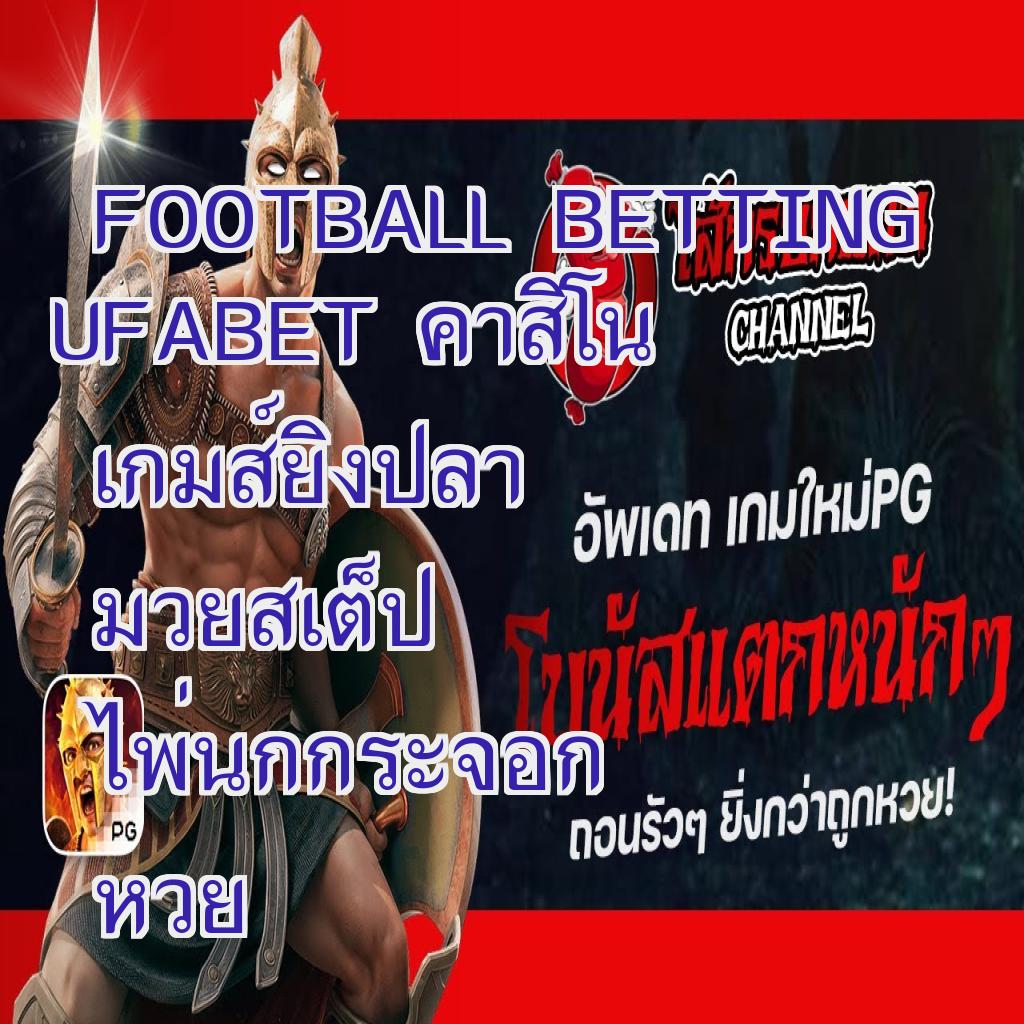 FOOTBALL BETTING
UFABET คาสิโน
CHANNEL
เกมส์ยิงปลา
อัพเดท เกมใหม่PG
มวยสเต็ป
โบนัสแตกหนักๆ
ไพ่นกกระจอก
PG
ถอนรัวๆ ยิ่งกว่าถูกหวย!
หวย